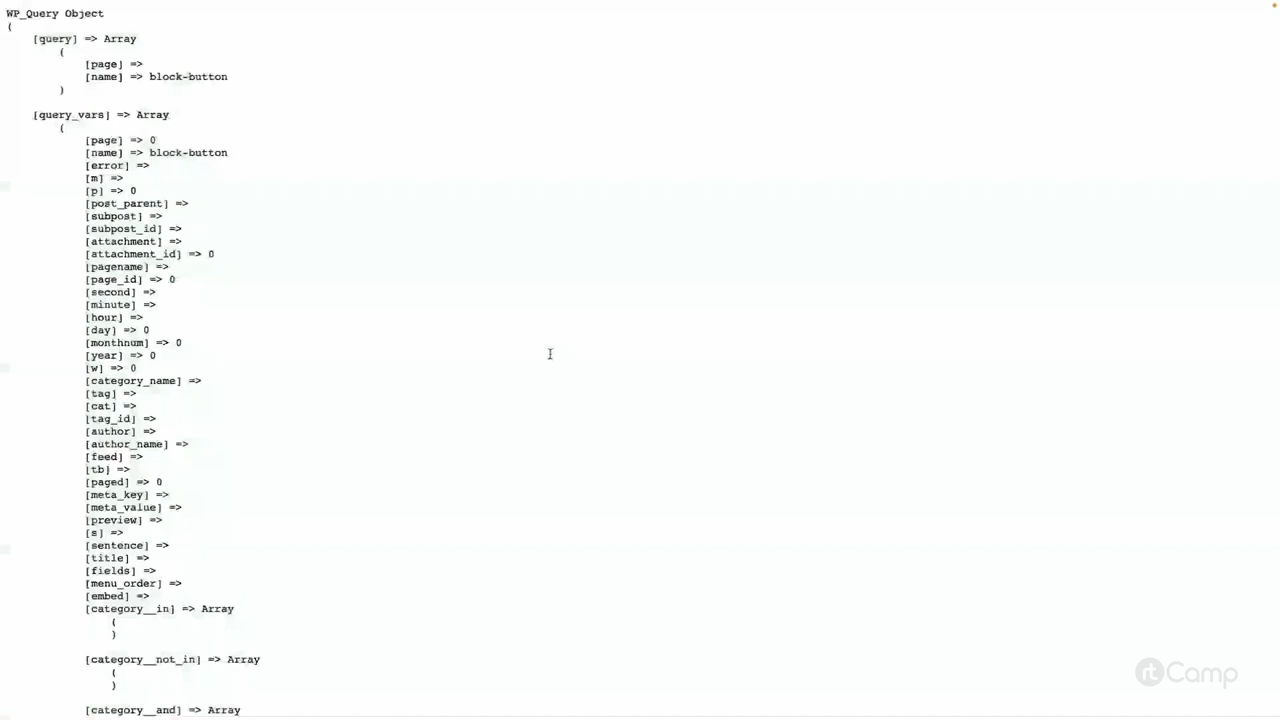 WP_Query Object
(
[query] => Array
(
[page] =>
[name] => block-button
)
[query_vars] => Array
(
[page] => 0
[name] => block-button
[error] =>
[m] =>
[p] => 0
[post_parent] =>
[subpost] =>
[subpost_id] =>
[attachment] =>
[attachment_id] => 0
[pagename] =>
[page_id] => 0
[second] =>
[minute] =>
[hour] =>
[day] => 0
[monthnum] => 0
[year] => 0
[w] => 0
[category_name] =>
[tag] =>
[cat] =>
[tag_id] =>
[author] =>
[author_name] =>
[feed] =>
[tb] =>
[paged] => 0
[meta_key] =>
[meta_value] =>
[preview] =>
[s] =>
[sentence] =>
[title] =>
[fields] =>
[menu_order] =>
[embed] =>
[category__in] => Array
(
)
[category__not_in] => Array
(
)
[category__and] => Array
rtCamp